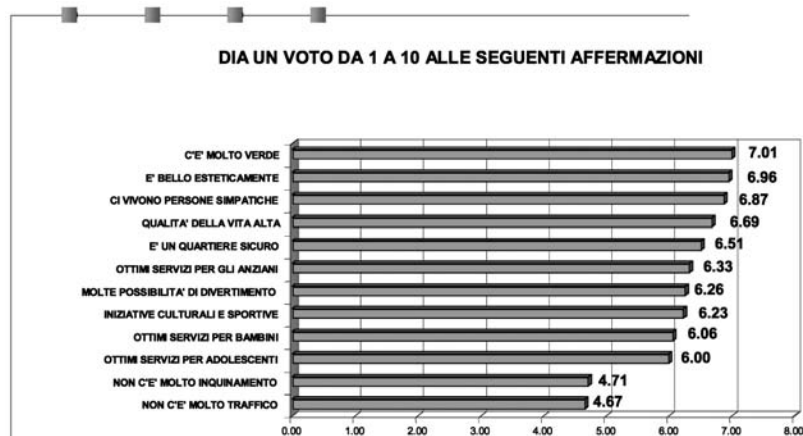 DIA UN VOTO DA 1 A 10 ALLE SEGUENTI AFFERMAZIONI
C'E' MOLTO VERDE 7.01
E' BELLO ESTETICAMENTE 6.96
CI VIVONO PERSONE SIMPATICHE 6.87
QUALITA' DELLA VITA ALTA 6.69
E' UN QUARTIERE SICURO 6.51
OTTIMI SERVIZI PER GLI ANZIANI 6.33
MOLTE POSSIBILITA' DI DIVERTIMENTO 6.26
INIZIATIVE CULTURALI E SPORTIVE 6.23
OTTIMI SERVIZI PER BAMBINI 6.06
OTTIMI SERVIZI PER ADOLESCENTI 6.00
NON C'E' MOLTO INQUINAMENTO 4.71
NON C'E' MOLTO TRAFFICO 4.67
0.00 1.00 2.00 3.00 4.00 5.00 6.00 7.00 8.00